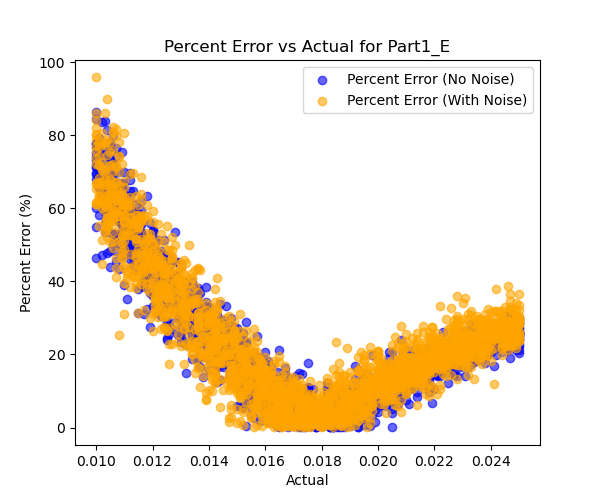 Percent Error vs Actual for Part1_E
Percent Error (No Noise)
Percent Error (With Noise)
Percent Error (%)
100
80
60
40
20
0
0.010 0.012 0.014 0.016 0.018 0.020 0.022 0.024
Actual